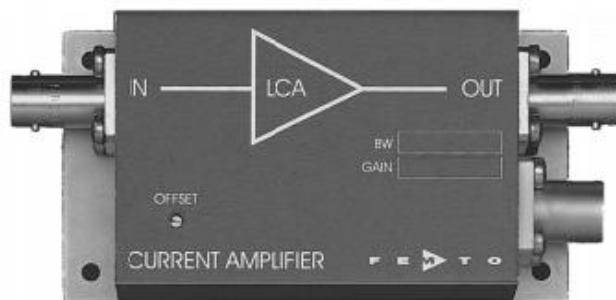 IN LCA OUT
BW
GAIN
OFFSET
CURRENT AMPLIFIER FEMTO